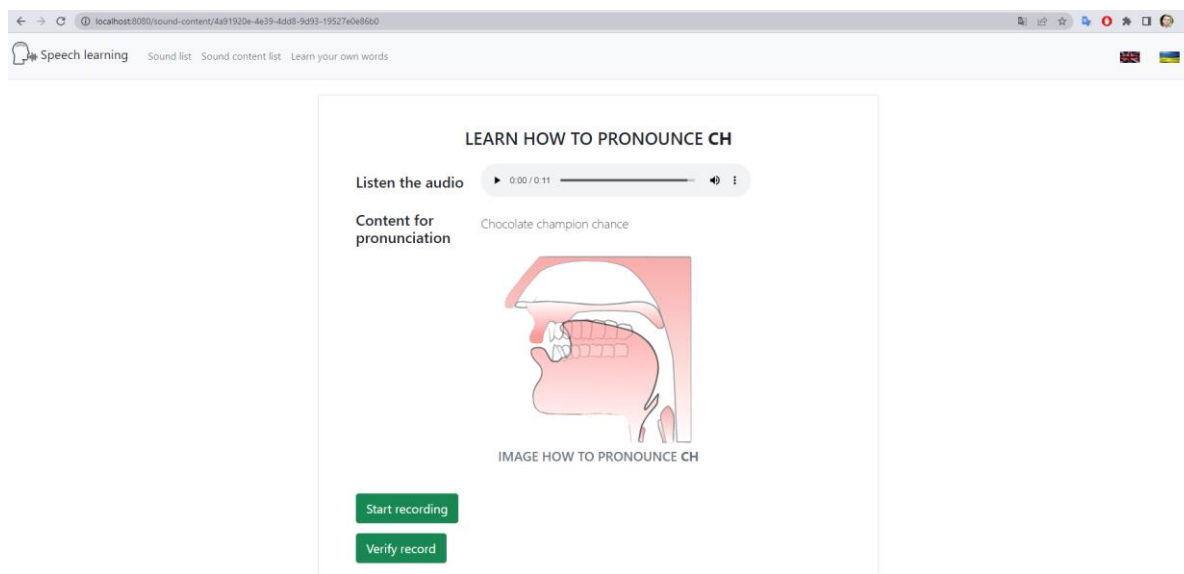 localhost:8080/sound-content/4a91920e-4e39-4dd8-9d93-19527e0e86b0
Speech learning Sound list Sound content list Learn your own words
LEARN HOW TO PRONOUNCE CH
Listen the audio 0:00 / 0:11
Content for
pronunciation
Chocolate champion chance
IMAGE HOW TO PRONOUNCE CH
Start recording
Verify record